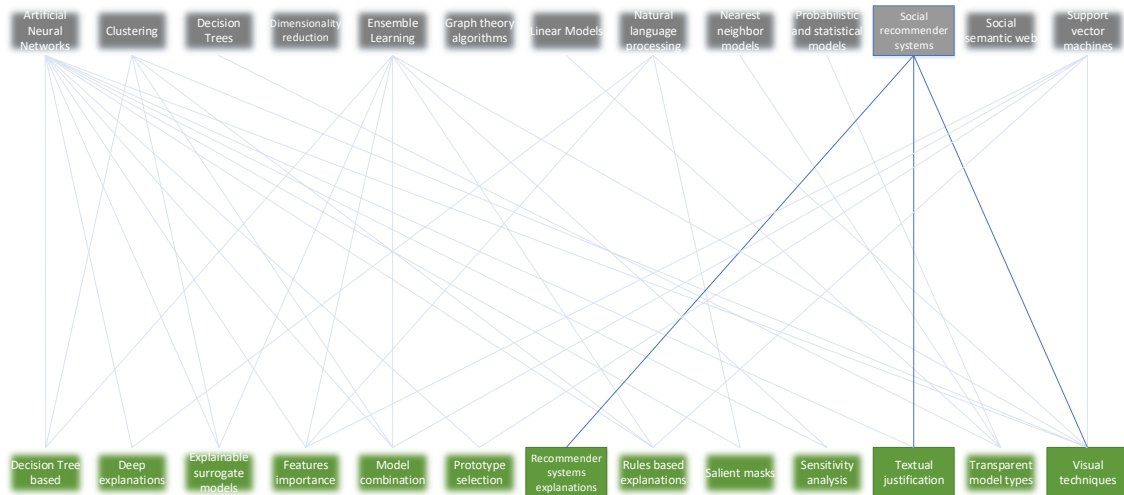 Artificial
Neural
Networks
Clustering
Decision
Trees
Dimensionality
reduction
Ensemble
Learning
Graph theory
algorithms
Linear Models
Natural
language
processing
Nearest
neighbor
models
Probabilistic
and statistical
models
Social
recommender
systems
Social
semantic web
Support
vector
machines
Decision Tree
based
Deep
explanations
Explainable
surrogate
models
Features
importance
Model
combination
Prototype
selection
Recommender
systems
explanations
Rules based
explanations
Salient masks
Sensitivity
analysis
Textual
justification
Transparent
model types
Visual
techniques